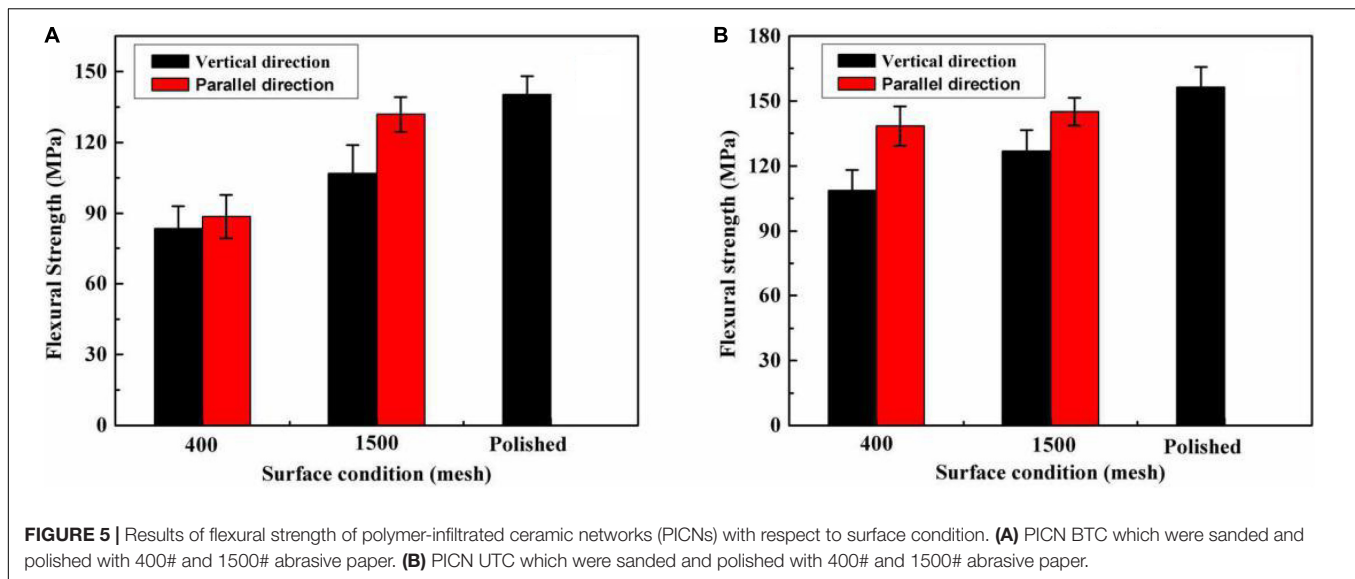 A
Vertical direction
Parallel direction
Flexural Strength (MPa)
150
120
90
60
30
0
400
1500
Polished
Surface condition (mesh)
B
Vertical direction
Parallel direction
Flexural strength (MPa)
180
150
120
90
60
30
0
400
1500
Polished
Surface condition (mesh)
FIGURE 5 | Results of flexural strength of polymer-infiltrated ceramic networks (PICNs) with respect to surface condition. (A) PICN BTC which were sanded and
polished with 400# and 1500# abrasive paper. (B) PICN UTC which were sanded and polished with 400# and 1500# abrasive paper.